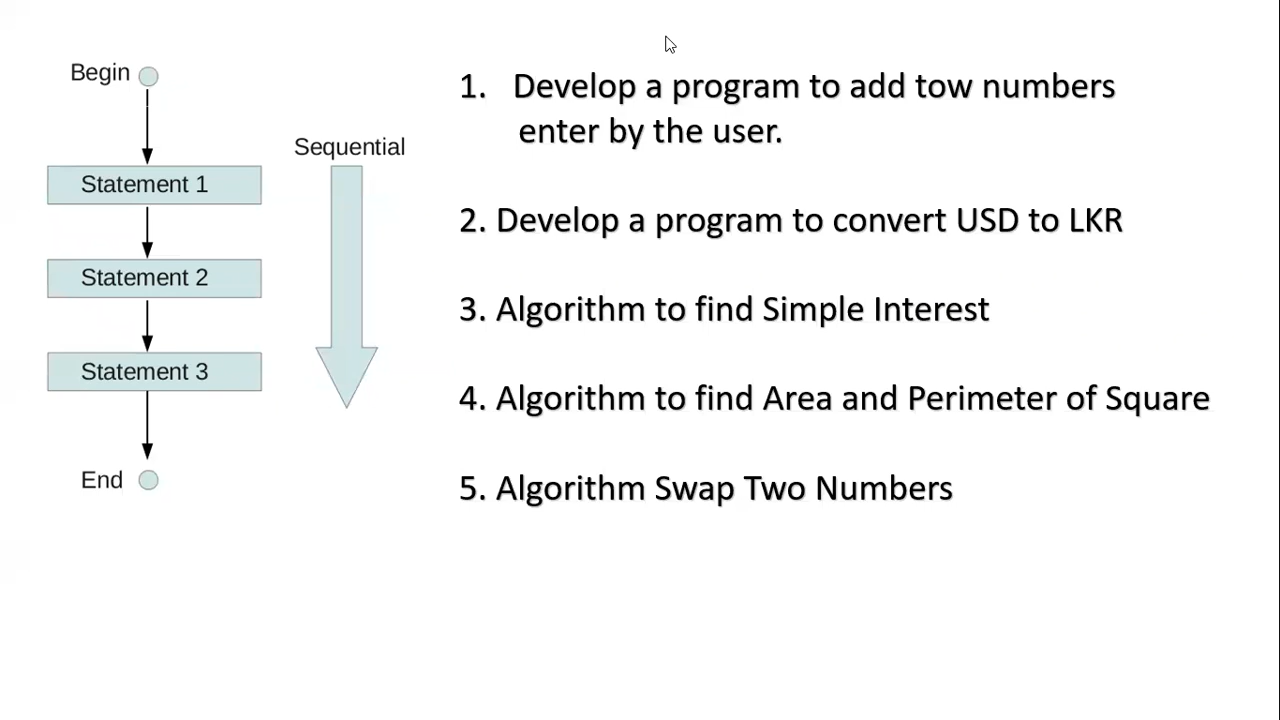 Begin
Statement 1
Statement 2
Statement 3
End
Sequential
1. Develop a program to add tow numbers
enter by the user.
2. Develop a program to convert USD to LKR
3. Algorithm to find Simple Interest
4. Algorithm to find Area and Perimeter of Square
5. Algorithm Swap Two Numbers